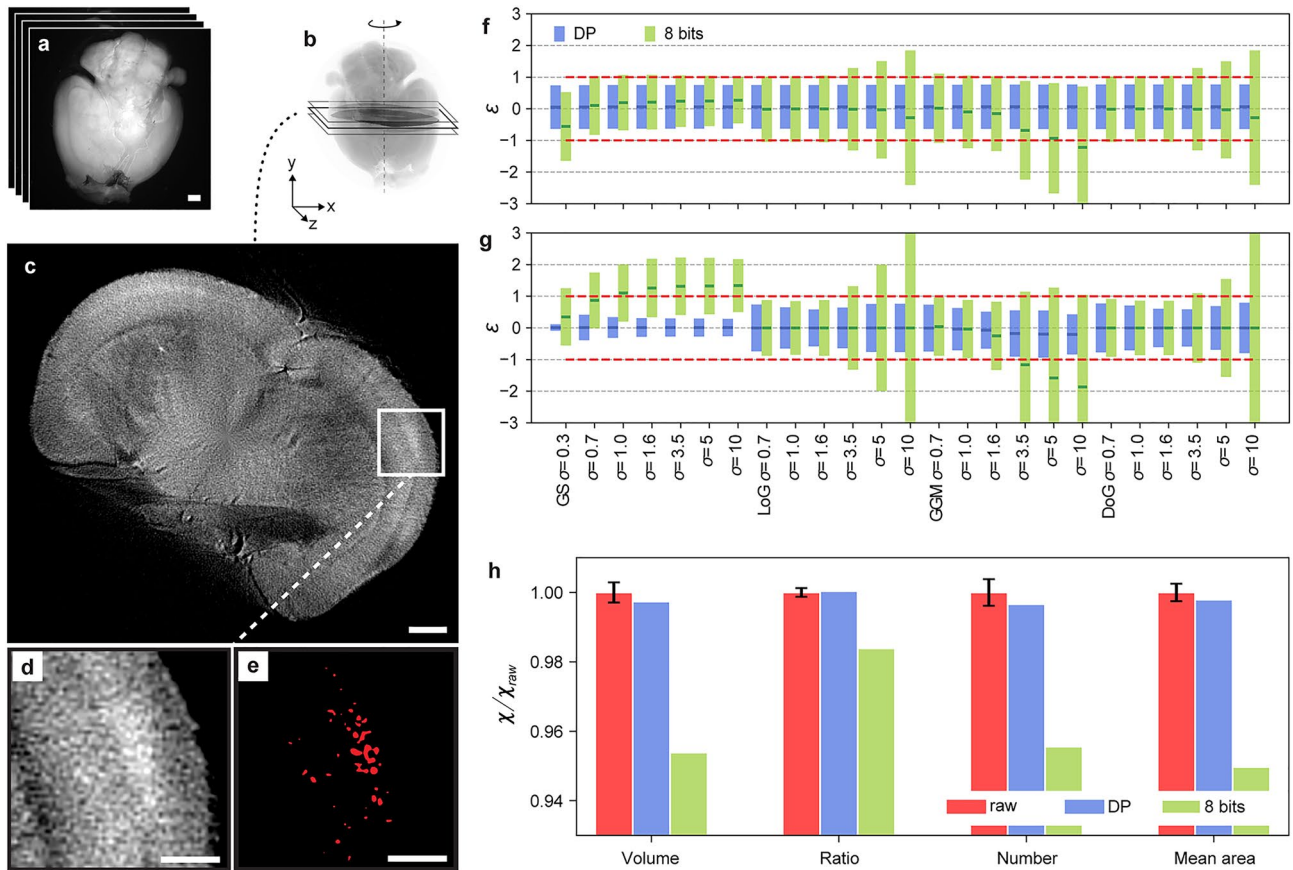 a
b
y
x
z
c
d
e
f
DP
8 bits
3
2
1
0
−1
−2
−3
ε
g
3
2
1
0
−1
−2
−3
ε
GS σ= 0.3
σ= 0.7
σ= 1.0
σ= 1.6
σ= 3.5
σ= 5
σ= 10
LoG σ= 0.7
σ= 1.0
σ= 1.6
σ= 3.5
σ= 5
σ= 10
GGM σ= 0.7
σ= 1.0
σ= 1.6
σ= 3.5
σ= 5
σ= 10
DoG σ= 0.7
σ= 1.0
σ= 1.6
σ= 3.5
σ= 5
σ= 10
h
1.00
0.98
0.96
0.94
χ/χraw
raw
DP
8 bits
Volume
Ratio
Number
Mean area